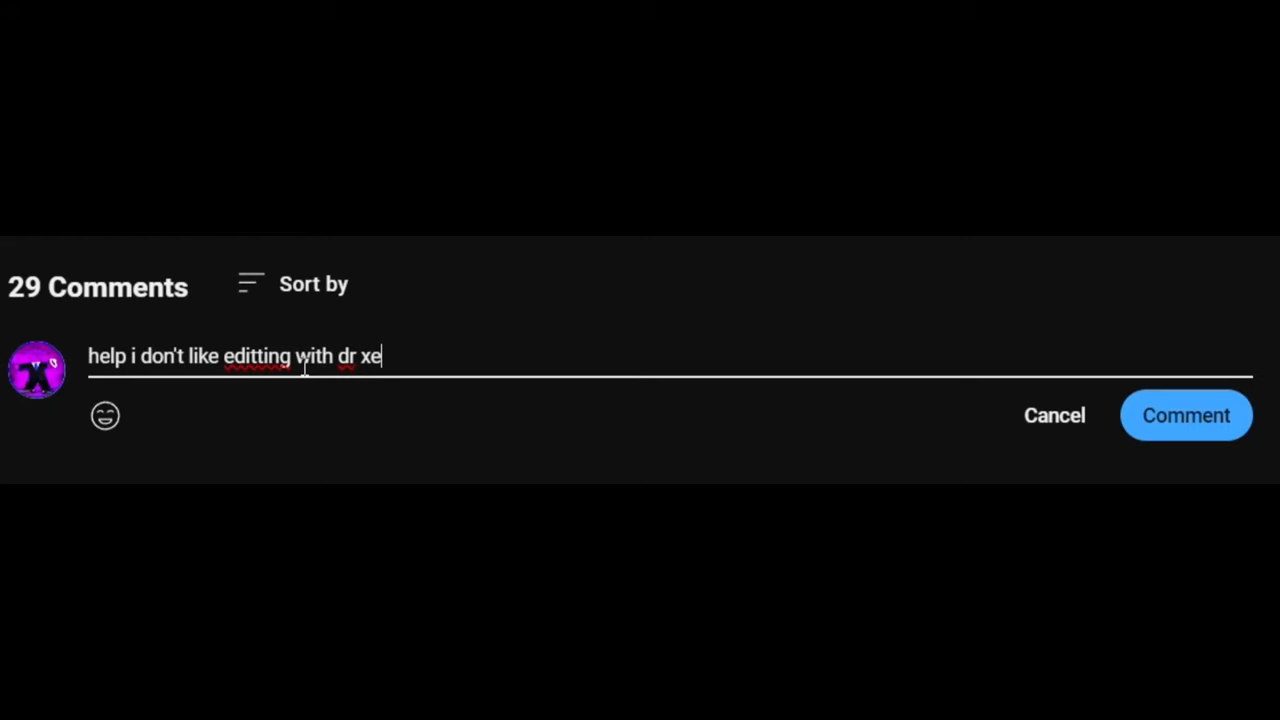 29 Comments
Sort by
help i don't like editting with dr xe
Cancel
Comment